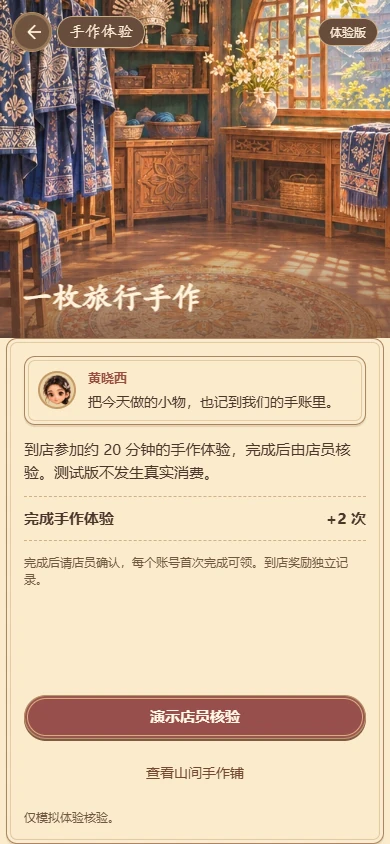 手作体验
体验版
一枚旅行手作
黄晓西
把今天做的小物，也记到我们的手账里。
到店参加约 20 分钟的手作体验，完成后由店员核
验。测试版不发生真实消费。
完成手作体验 +2 次
完成后请店员确认，每个账号首次完成可领。到店奖励独立记
录。
演示店员核验
查看山间手作铺
仅模拟体验核验。